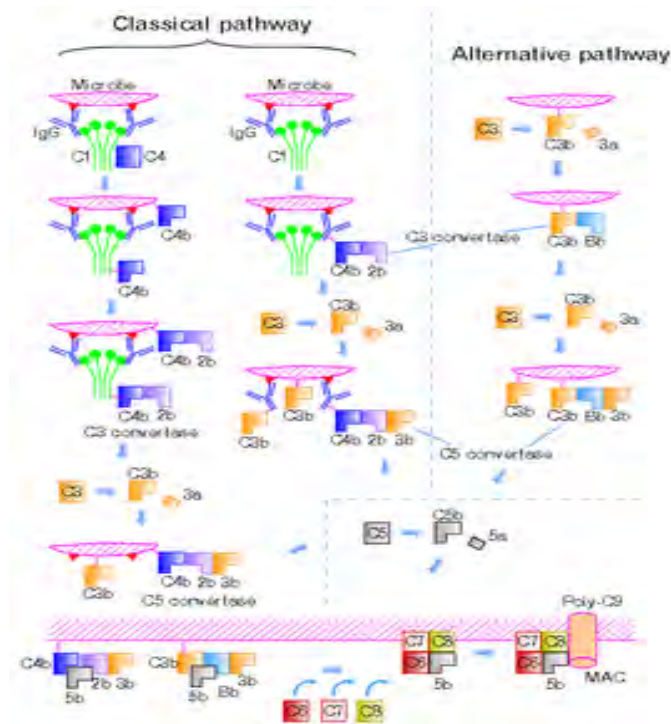 Classical pathway
Alternative pathway
Microbe
Microbe
IgG
C1
C4
IgG
C1
C3
C3b
3a
C4b
C4b
C4b 2b
C3 convertase
C3b Bb
C4b 2b
C4b 2b
C3 convertase
C3
C3b
3a
C3
C3b
3a
C3b
C3b
C4b 2b 3b
C3b
C3b Bb 3b
C5 convertase
C3
C3b
3a
C3b
C4b 2b 3b
C5 convertase
C5
C5b
5a
Poly-C9
C4b
2b 3b
5b
C3b
Bb 3b
5b
C6 C7 C8
C7 C8
C6
5b
C7 C8
C6
5b
MAC